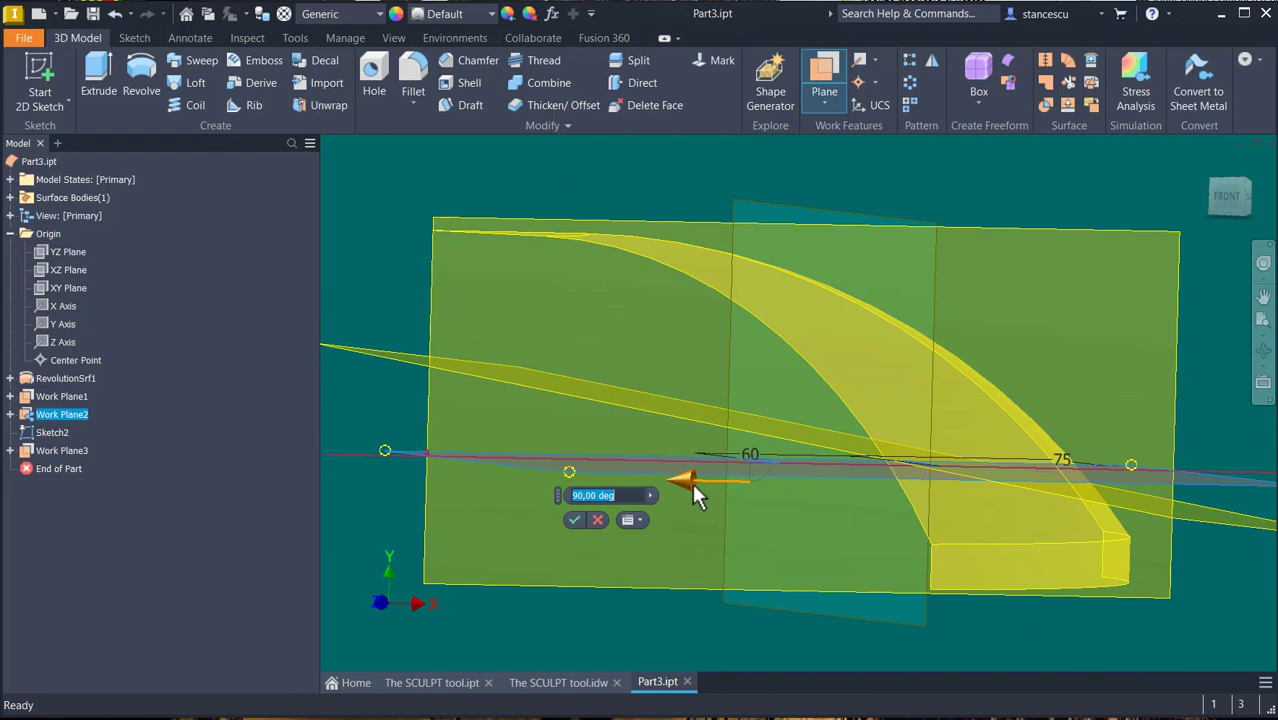 Generic
Default
Part3.ipt
Search Help & Commands...
stancescu
File
3D Model
Sketch
Annotate
Inspect
Tools
Manage
View
Environments
Collaborate
Fusion 360
Start
2D Sketch
Sketch
Extrude
Revolve
Sweep
Loft
Coil
Emboss
Derive
Rib
Decal
Import
Unwrap
Create
Hole
Fillet
Chamfer
Shell
Draft
Thread
Combine
Thicken/ Offset
Split
Direct
Delete Face
Modify
Mark
Shape
Generator
Explore
Plane
UCS
Work Features
Pattern
Box
Create Freeform
Surface
Stress
Analysis
Simulation
Convert to
Sheet Metal
Convert
Model
Part3.ipt
Model States: [Primary]
Surface Bodies(1)
View: [Primary]
Origin
YZ Plane
XZ Plane
XY Plane
X Axis
Y Axis
Z Axis
Center Point
RevolutionSrf1
Work Plane1
Work Plane2
Sketch2
Work Plane3
End of Part
FRONT
60
75
90,00 deg
Y
X
Home
The SCULPT tool.ipt
The SCULPT tool.idw
Part3.ipt
Ready
1
3